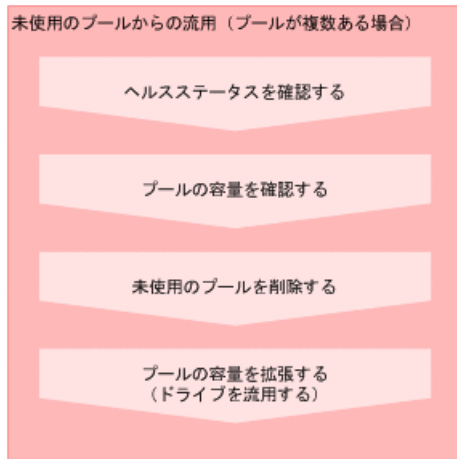 未使用のプールからの流用（プールが複数ある場合）
ヘルスステータスを確認する
プールの容量を確認する
未使用のプールを削除する
プールの容量を拡張する
（ドライブを流用する）